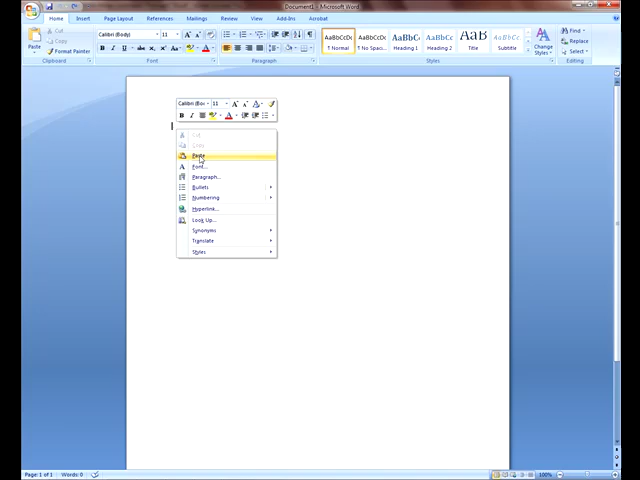 Document1 - Microsoft Word
Home Insert Page Layout References Mailings Review View Add-Ins Acrobat
Paste
Cut
Copy
Format Painter
Clipboard
Calibri (Body) 11
Font
Paragraph
AaBbCcDc AaBbCcDc AaBbC AaBbCc AaB AaBbCc.
¶ Normal ¶ No Spaci... Heading 1 Heading 2 Title Subtitle
Change Styles
Styles
Find
Replace
Select
Editing
Calibri (Boc 11
Cut
Copy
Paste
Font...
Paragraph...
Bullets
Numbering
Hyperlink...
Look Up...
Synonyms
Translate
Styles
Page: 1 of 1 Words: 0
100%